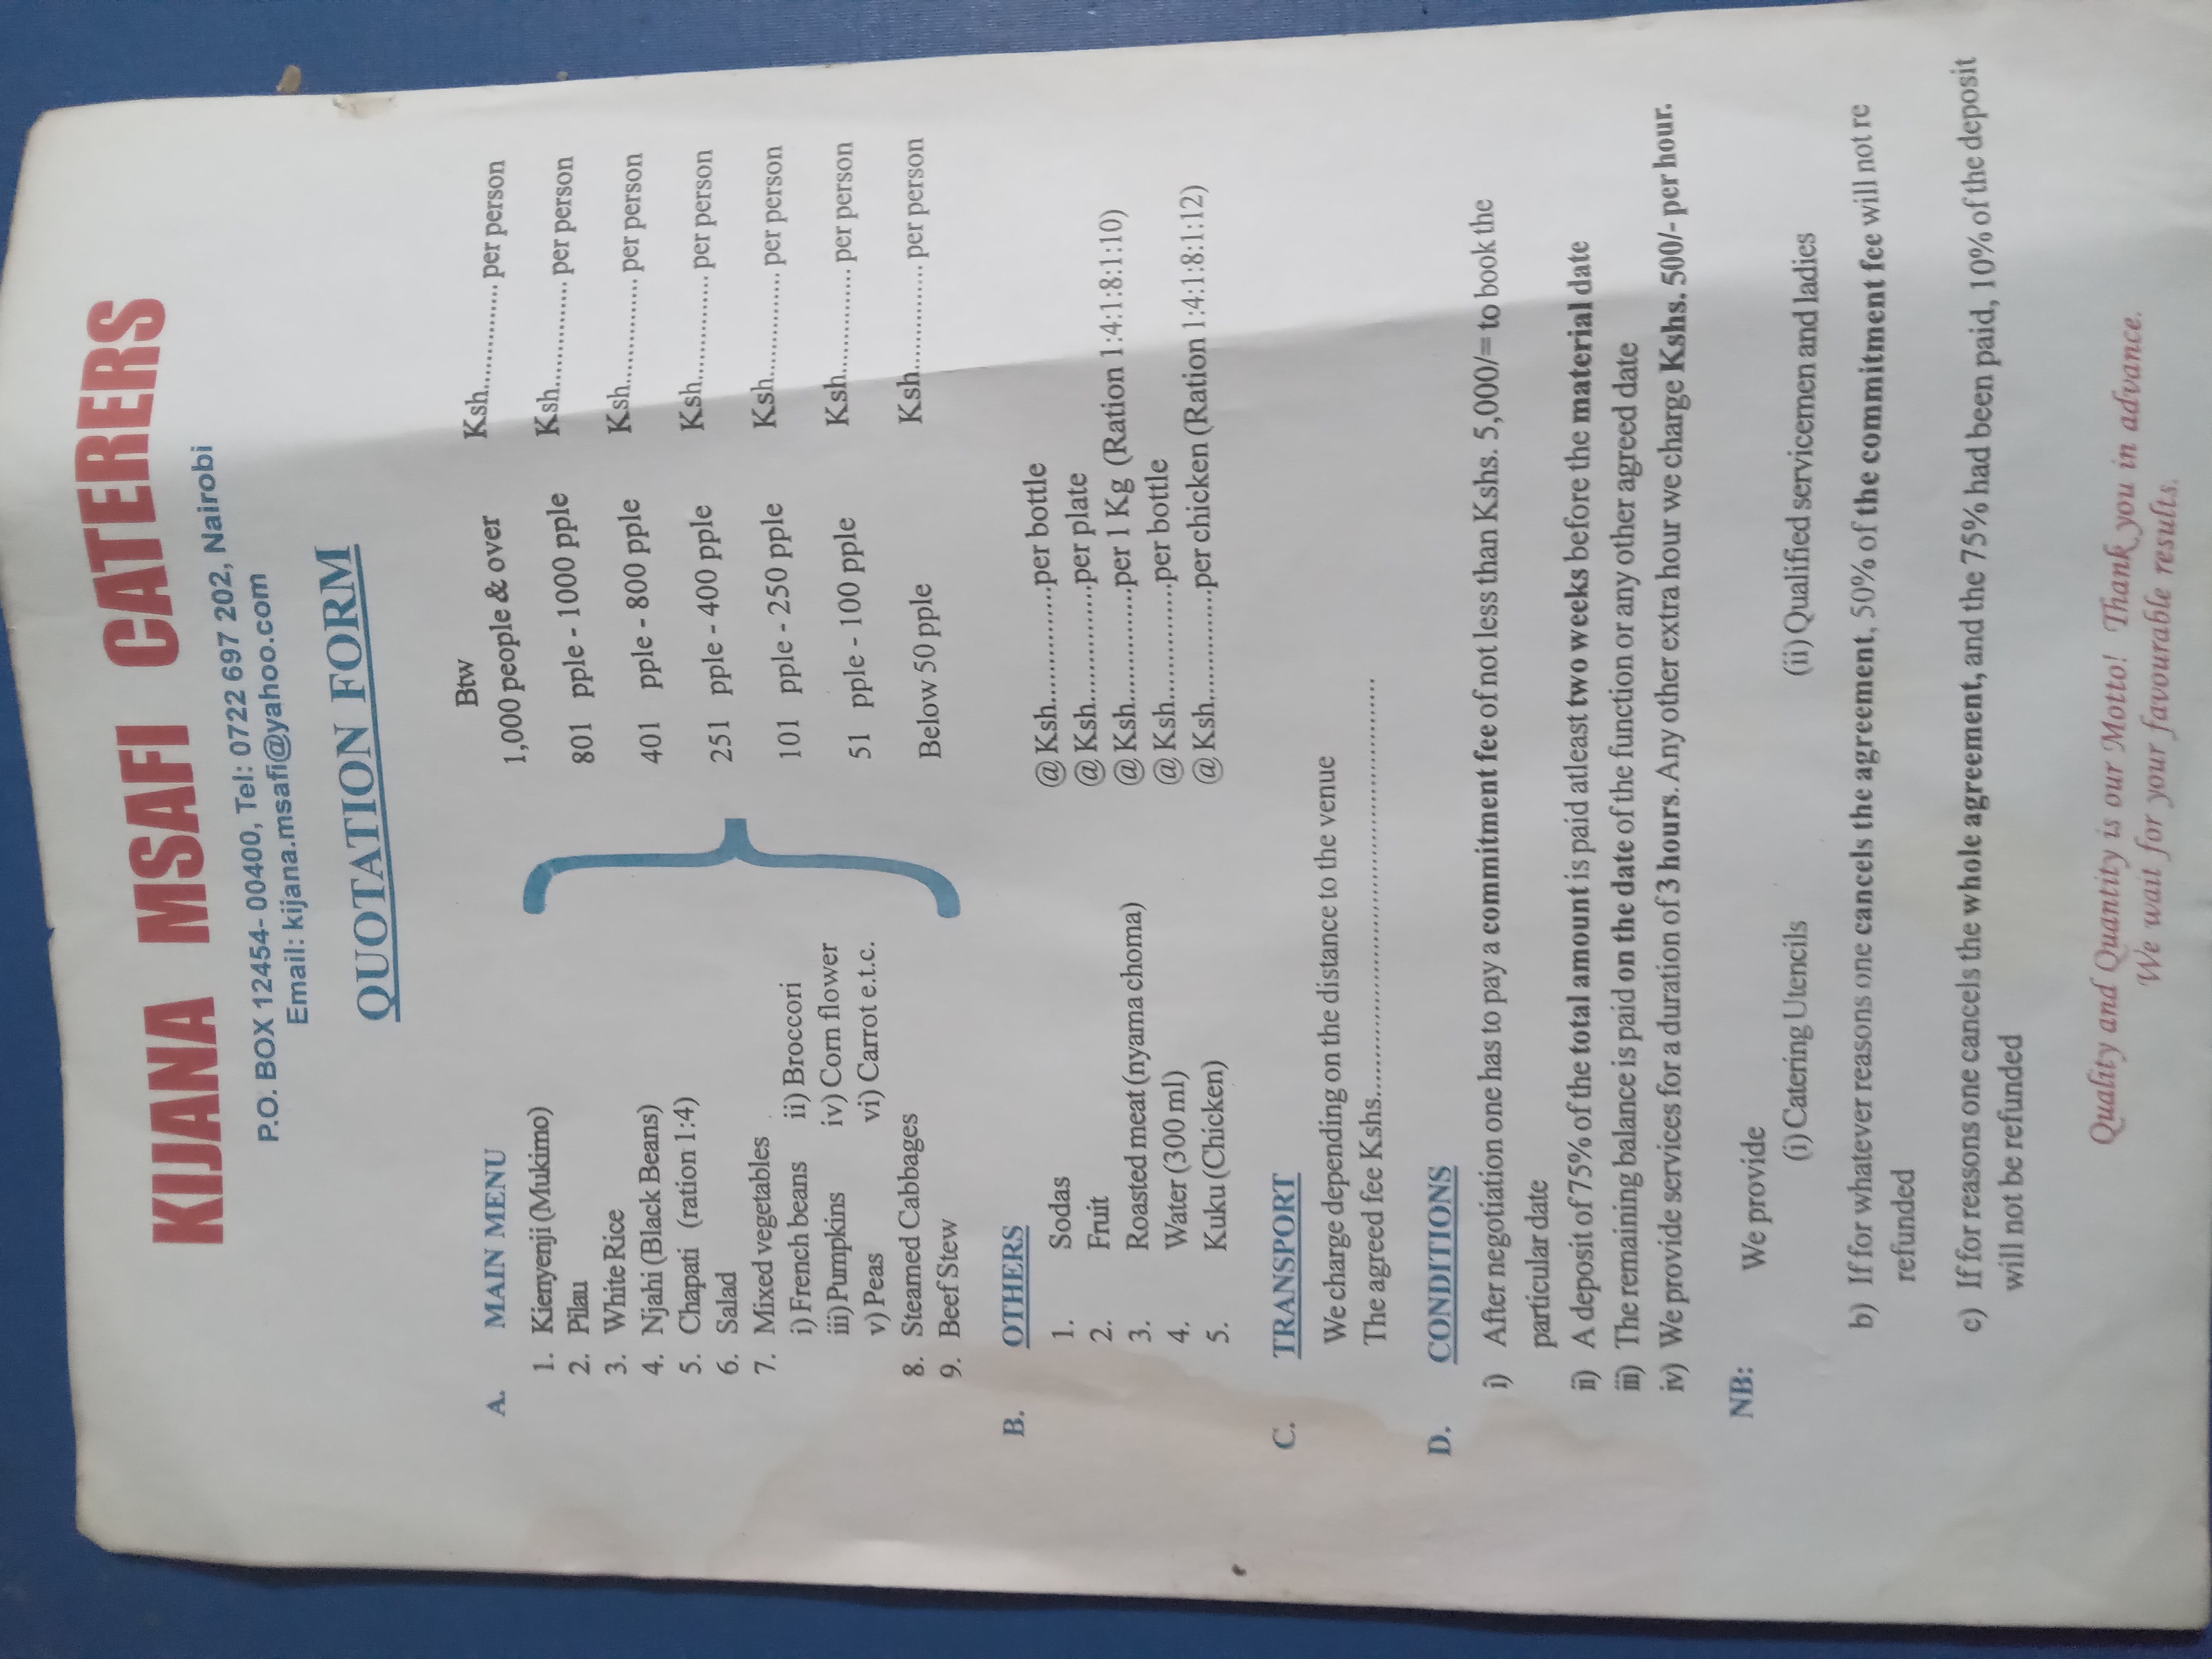 KIJANA MSAFI CATERERS
P.O. BOX 12454- 00400, Tel: 0722 697 202, Nairobi
Email: kijana.msafi@yahoo.com
QUOTATION FORM
A. MAIN MENU
1. Kienyenji (Mukimo)
2. Pilau
3. White Rice
4. Njahi (Black Beans)
5. Chapati (ration 1:4)
6. Salad
7. Mixed vegetables
i) French beans ii) Broccori
iii) Pumpkins iv) Corn flower
v) Peas vi) Carrot e.t.c.
8. Steamed Cabbages
9. Beef Stew
Btw
1,000 people & over Ksh............... per person
801 pple - 1000 pple Ksh............... per person
401 pple - 800 pple Ksh............... per person
251 pple - 400 pple Ksh............... per person
101 pple - 250 pple Ksh............... per person
51 pple - 100 pple Ksh............... per person
Below 50 pple Ksh............... per person
B. OTHERS
1. Sodas @ Ksh................per bottle
2. Fruit @ Ksh................per plate
3. Roasted meat (nyama choma) @ Ksh................per 1 Kg (Ration 1:4:1:8:1:10)
4. Water (300 ml) @ Ksh................per bottle
5. Kuku (Chicken) @ Ksh................per chicken (Ration 1:4:1:8:1:12)
C. TRANSPORT
We charge depending on the distance to the venue
The agreed fee Kshs.......................................................
D. CONDITIONS
i) After negotiation one has to pay a commitment fee of not less than Kshs. 5,000/= to book the
particular date
ii) A deposit of 75% of the total amount is paid atleast two weeks before the material date
iii) The remaining balance is paid on the date of the function or any other agreed date
iv) We provide services for a duration of 3 hours. Any other extra hour we charge Kshs. 500/- per hour.
NB: We provide
(i) Catering Utencils (ii) Qualified servicemen and ladies
b) If for whatever reasons one cancels the agreement, 50% of the commitment fee will not re
refunded
c) If for reasons one cancels the whole agreement, and the 75% had been paid, 10% of the deposit
will not be refunded
Quality and Quantity is our Motto! Thank you in advance.
We wait for your favourable results.